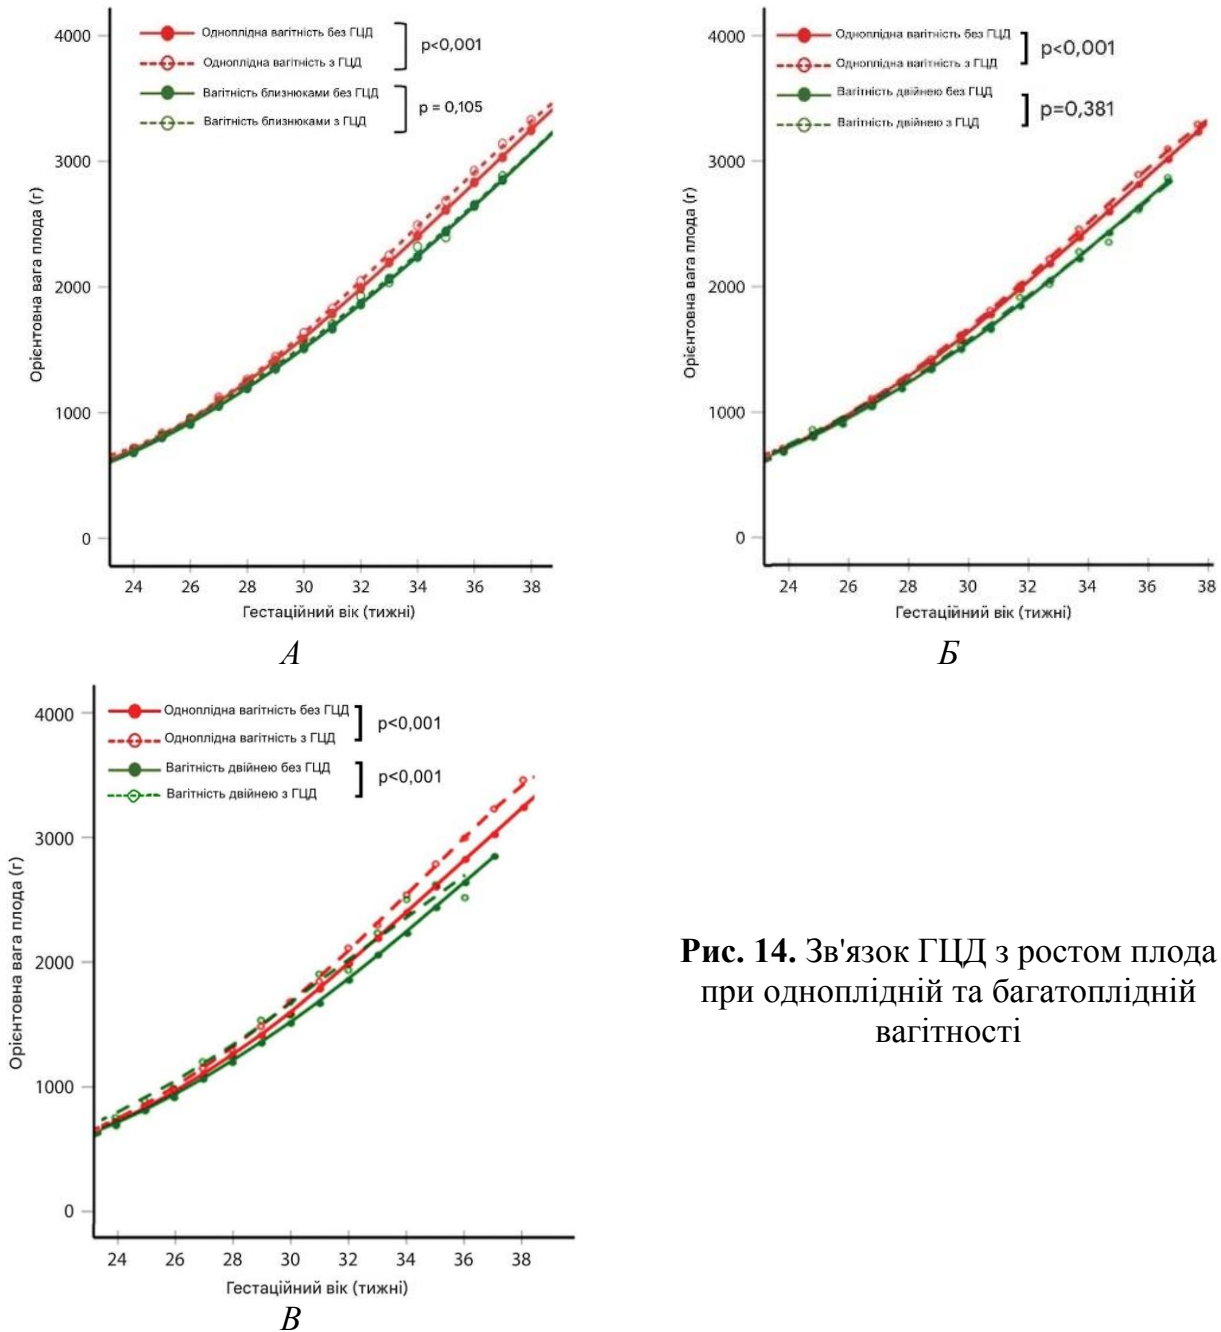 4000
3000
2000
1000
0
Орієнтовна вага плода (г)
Одноплідна вагітність без ГЦД
Одноплідна вагітність з ГЦД
p<0,001
Вагітність близнюками без ГЦД
Вагітність близнюками з ГЦД
p = 0,105
24 26 28 30 32 34 36 38
Гестаційний вік (тижні)
А
4000
3000
2000
1000
0
Орієнтовна вага плода (г)
Одноплідна вагітність без ГЦД
Одноплідна вагітність з ГЦД
p<0,001
Вагітність двійнею без ГЦД
Вагітність двійнею з ГЦД
p=0,381
24 26 28 30 32 34 36 38
Гестаційний вік (тижні)
Б
4000
3000
2000
1000
0
Орієнтовна вага плода (г)
Одноплідна вагітність без ГЦД
Одноплідна вагітність з ГЦД
p<0,001
Вагітність двійнею без ГЦД
Вагітність двійнею з ГЦД
p<0,001
24 26 28 30 32 34 36 38
Гестаційний вік (тижні)
В
Рис. 14. Зв'язок ГЦД з ростом плода
при одноплідній та багатоплідній
вагітності